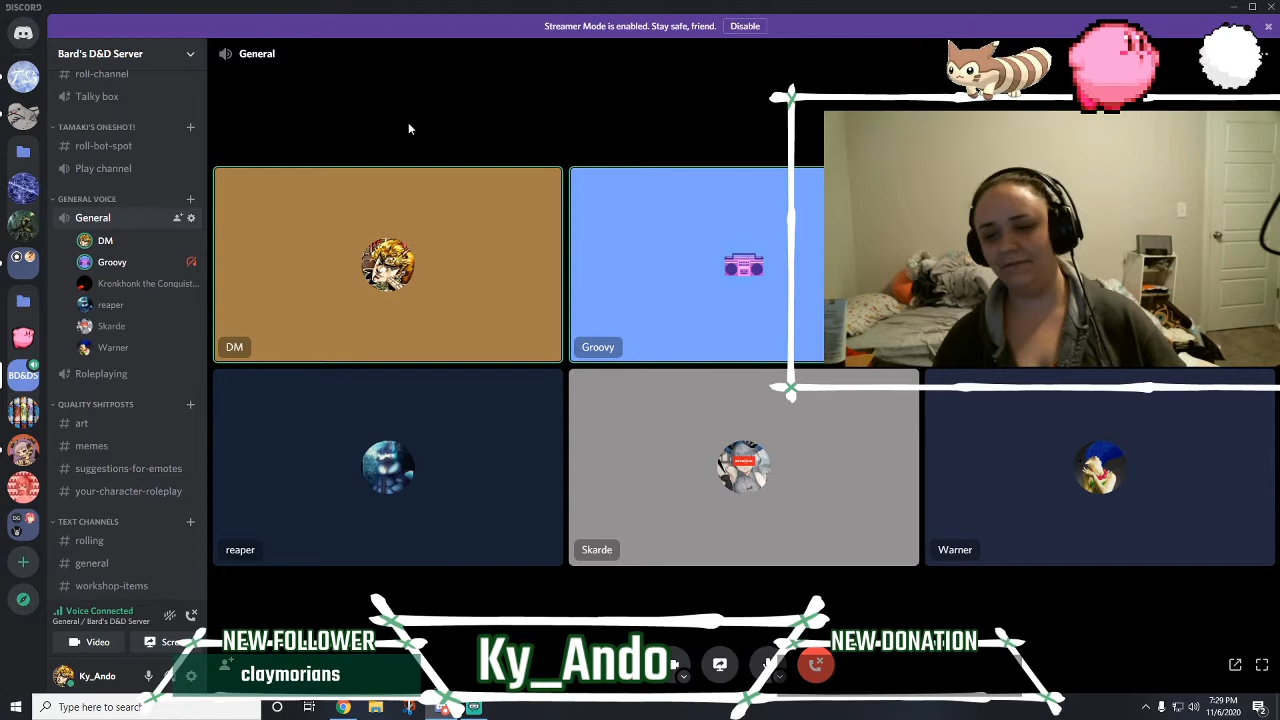 DISCORD
Streamer Mode is enabled. Stay safe, friend.
Disable
Bard's D&D Server
General
roll-channel
Talky box
TAMAKI'S ONESHOT!
roll-bot-spot
Play channel
GENERAL VOICE
General
DM
Groovy
Kronkhonk the Conquist...
reaper
Skarde
Warner
Roleplaying
QUALITY SHITPOSTS
art
memes
suggestions-for-emotes
your-character-roleplay
TEXT CHANNELS
rolling
general
workshop-items
Voice Connected
General / Bard's D&D Server
Video
Scre
Ky_Ando
BD&DS
DM
Groovy
reaper
Skarde
Warner
NEW FOLLOWER
claymorians
Ky_Ando
NEW DONATION
Type here to search
7:29 PM
11/6/2020
2